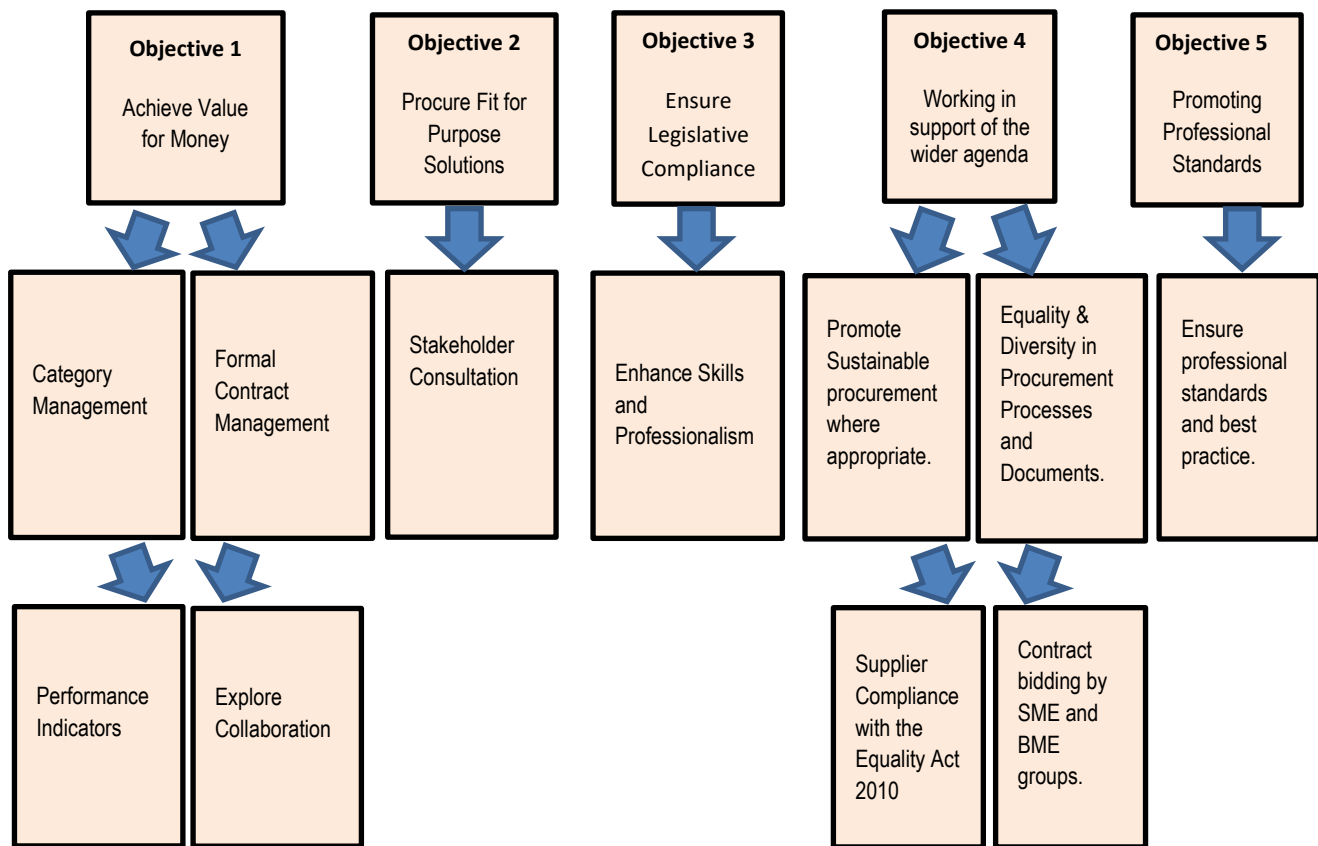 Objective 1
Achieve Value
for Money
Objective 2
Procure Fit for
Purpose
Solutions
Objective 3
Ensure
Legislative
Compliance
Objective 4
Working in
support of the
wider agenda
Objective 5
Promoting
Professional
Standards
Category
Management
Formal
Contract
Management
Stakeholder
Consultation
Enhance Skills
and
Professionalism
Promote
Sustainable
procurement
where
appropriate.
Equality &
Diversity in
Procurement
Processes
and
Documents.
Ensure
professional
standards
and best
practice.
Performance
Indicators
Explore
Collaboration
Supplier
Compliance
with the
Equality Act
2010
Contract
bidding by
SME and
BME
groups.